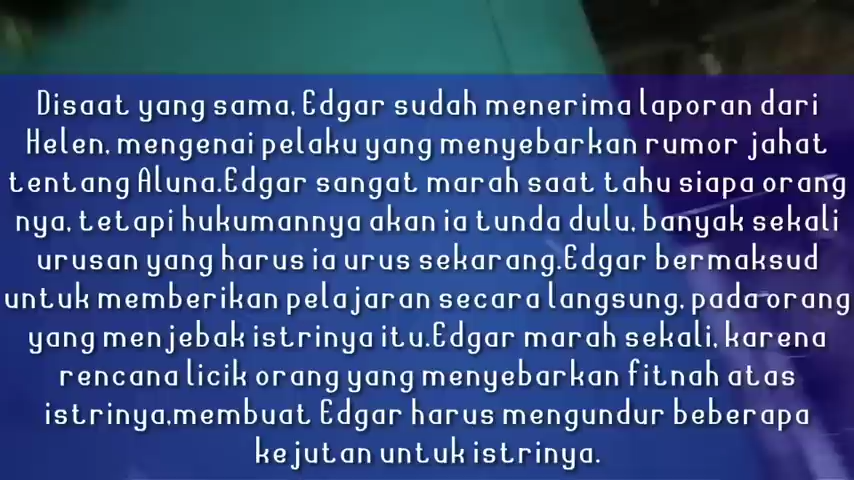 Disaat yang sama, Edgar sudah menerima laporan dari
Helen, mengenai pelaku yang menyebarkan rumor jahat
tentang Aluna.Edgar sangat marah saat tahu siapa orang
nya, tetapi hukumannya akan ia tunda dulu, banyak sekali
urusan yang harus ia urus sekarang.Edgar bermaksud
untuk memberikan pelajaran secara langsung, pada orang
yang menjebak istrinya itu.Edgar marah sekali, karena
rencana licik orang yang menyebarkan fitnah atas
istrinya,membuat Edgar harus mengundur beberapa
kejutan untuk istrinya.